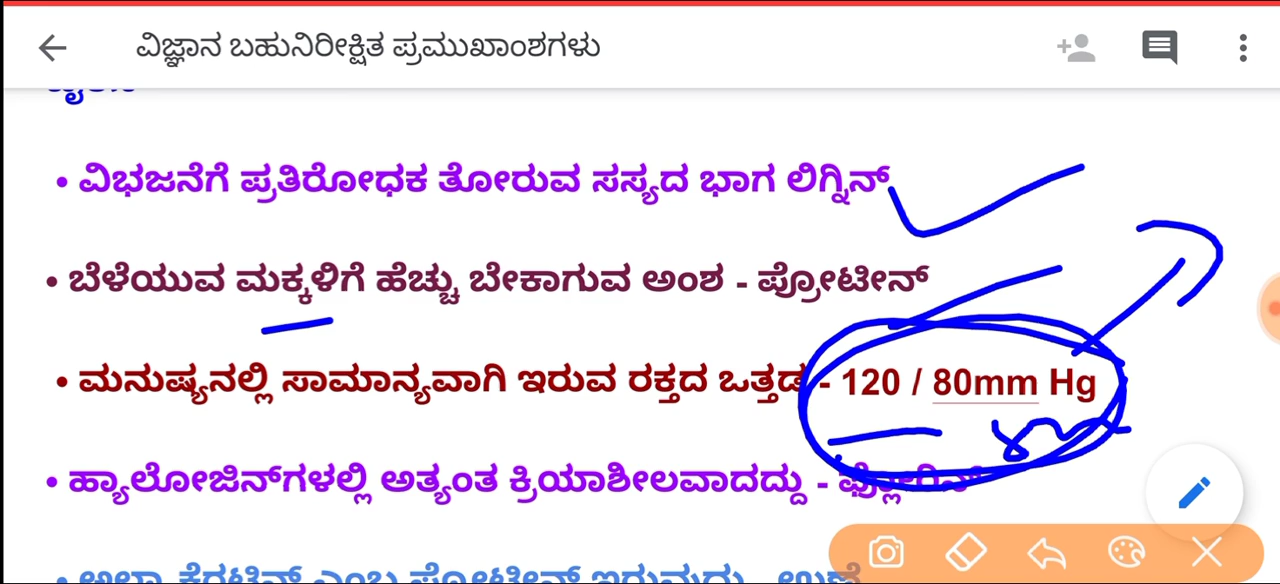 ವಿಜ್ಞಾನ ಬಹುನಿರೀಕ್ಷಿತ ಪ್ರಮುಖಾಂಶಗಳು
• ವಿಭಜನೆಗೆ ಪ್ರತಿರೋಧಕ ತೋರುವ ಸಸ್ಯದ ಭಾಗ ಲಿಗ್ನಿನ್
• ಬೆಳೆಯುವ ಮಕ್ಕಳಿಗೆ ಹೆಚ್ಚು ಬೇಕಾಗುವ ಅಂಶ - ಪ್ರೋಟೀನ್
• ಮನುಷ್ಯನಲ್ಲಿ ಸಾಮಾನ್ಯವಾಗಿ ಇರುವ ರಕ್ತದ ಒತ್ತಡ - 120 / 80mm Hg
• ಹ್ಯಾಲೋಜಿನ್‌ಗಳಲ್ಲಿ ಅತ್ಯಂತ ಕ್ರಿಯಾಶೀಲವಾದದ್ದು -